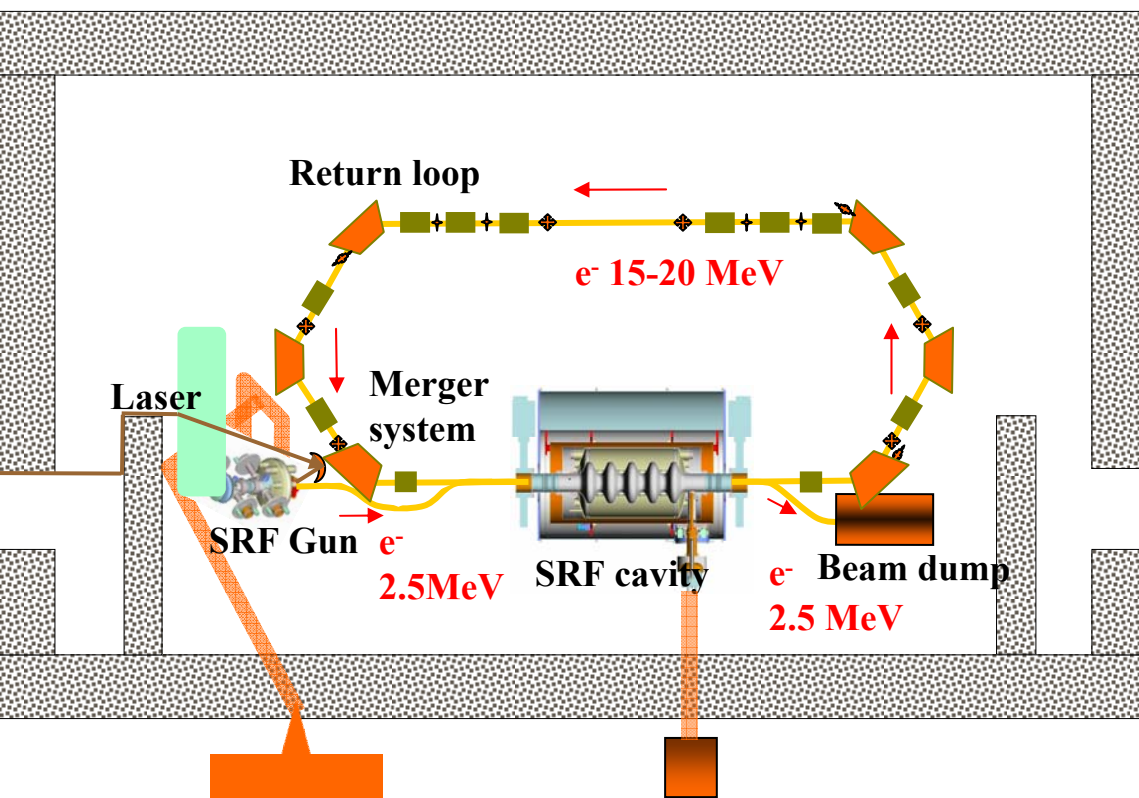 Return loop
e- 15-20 MeV
Laser
Merger
system
SRF Gun
e-
2.5MeV
SRF cavity
e-
2.5 MeV
Beam dump